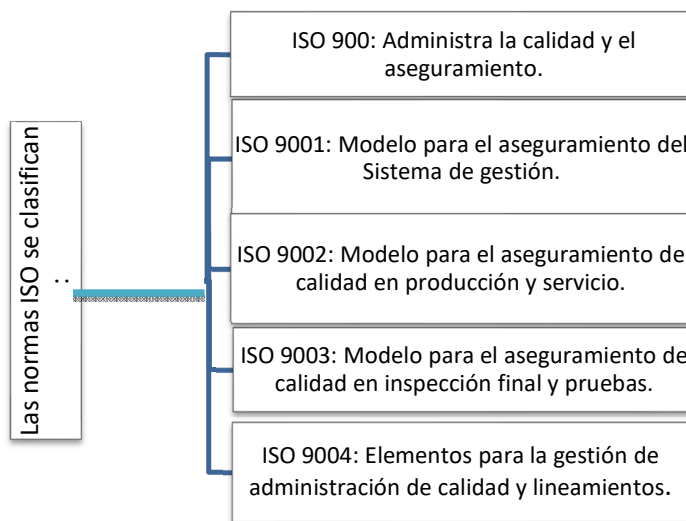 Las normas ISO se clasifican
:
ISO 900: Administra la calidad y el
aseguramiento.
ISO 9001: Modelo para el aseguramiento del
Sistema de gestión.
ISO 9002: Modelo para el aseguramiento de
calidad en producción y servicio.
ISO 9003: Modelo para el aseguramiento de
calidad en inspección final y pruebas.
ISO 9004: Elementos para la gestión de
administración de calidad y lineamientos.